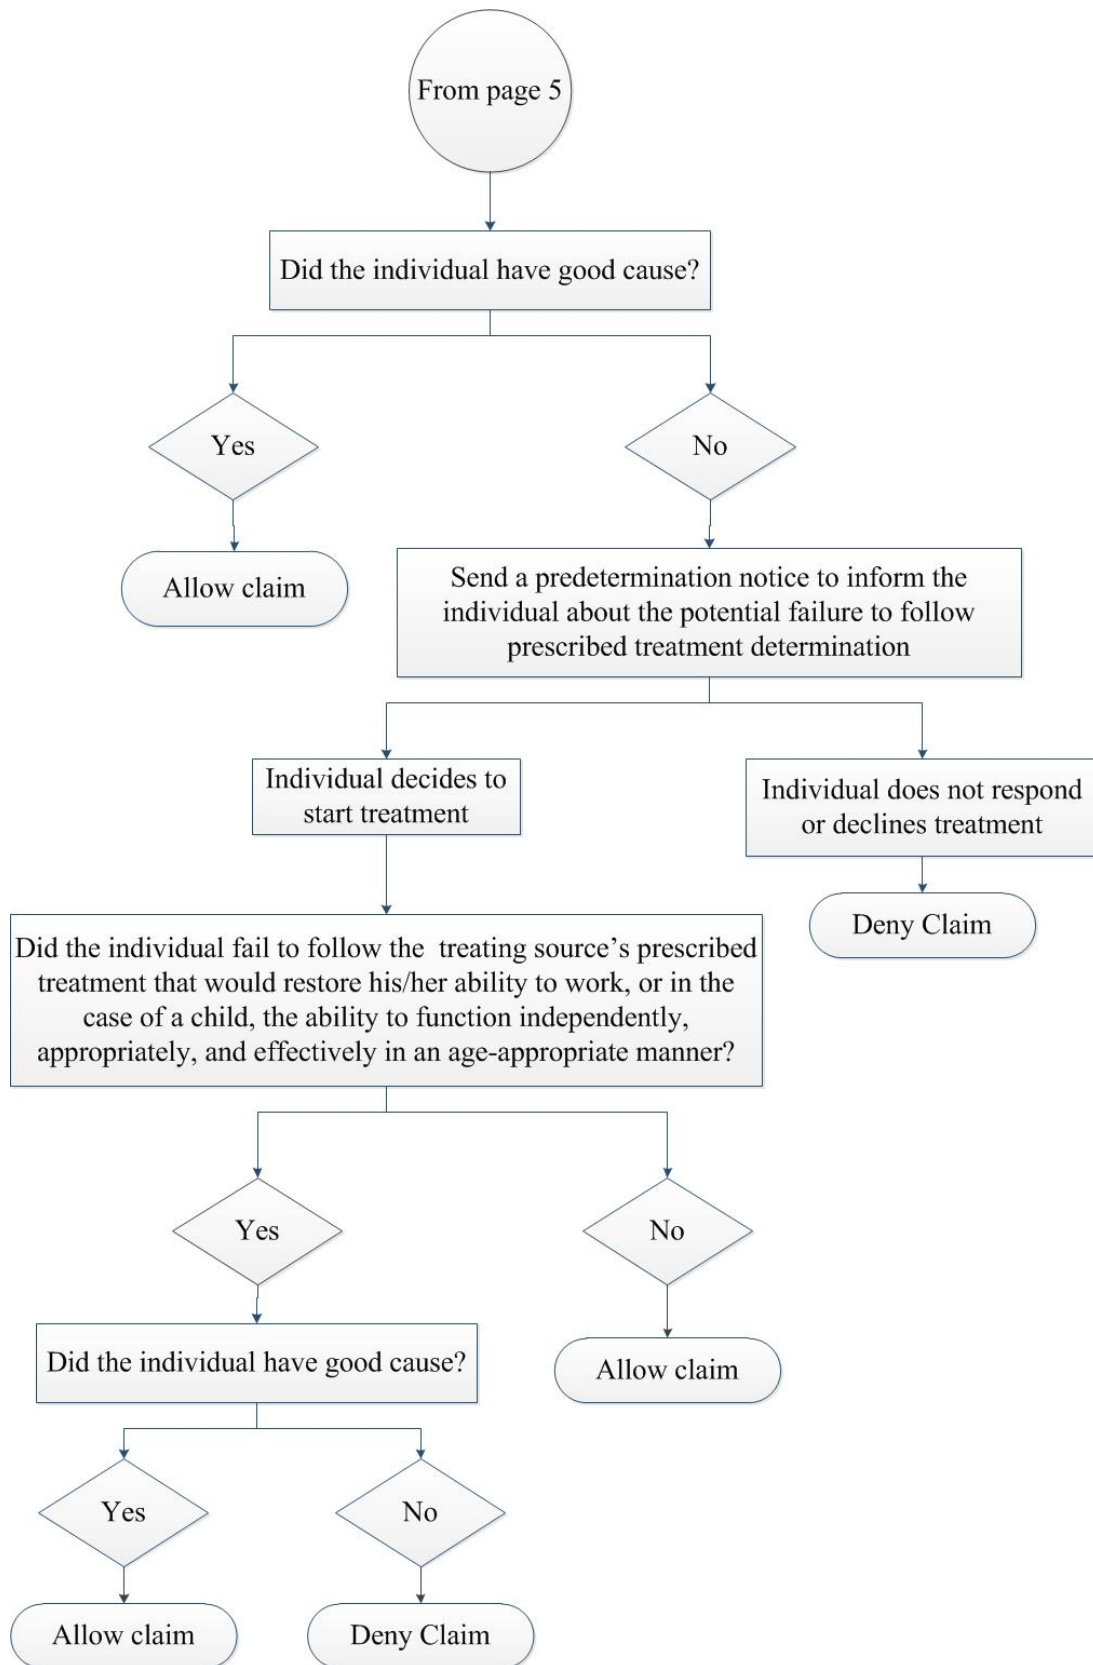 From page 5
Did the individual have good cause?
Yes
No
Allow claim
Send a predetermination notice to inform the
individual about the potential failure to follow
prescribed treatment determination
Individual decides to
start treatment
Individual does not respond
or declines treatment
Deny Claim
Did the individual fail to follow the treating source’s prescribed
treatment that would restore his/her ability to work, or in the
case of a child, the ability to function independently,
appropriately, and effectively in an age-appropriate manner?
Yes
No
Did the individual have good cause?
Allow claim
Yes
No
Allow claim
Deny Claim